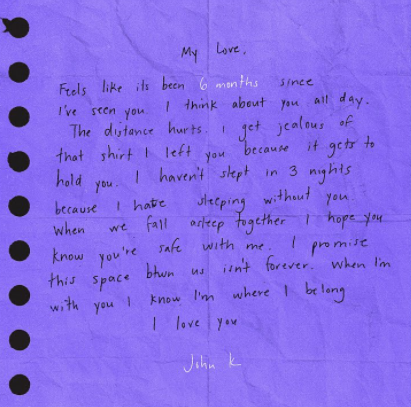 My Love,
Feels like its been 6 months since
I've seen you. I think about you all day.
The distance hurts. I get jealous of
that shirt I left you because it gets to
hold you. I haven't slept in 3 nights
because I hate sleeping without you.
When we fall asleep together I hope you
know you're safe with me. I promise
this space btwn us isn't forever. When I'm
with you I know I'm where I belong
I love you
John K